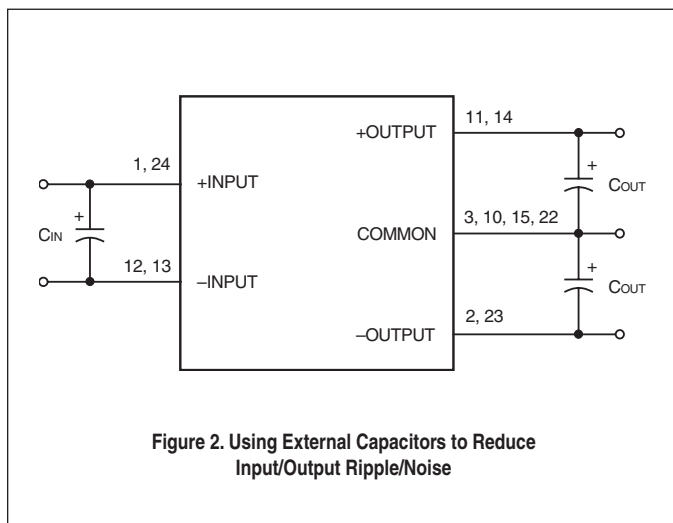 +OUTPUT
11, 14
1, 24
+INPUT
+
COUT
+
CIN
COMMON
3, 10, 15, 22
12, 13
–INPUT
+
COUT
–OUTPUT
2, 23
Figure 2. Using External Capacitors to Reduce
Input/Output Ripple/Noise